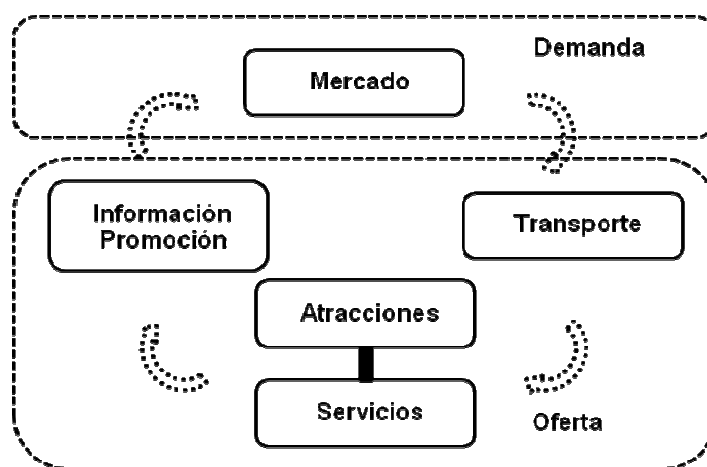 Demanda
Mercado
Información
Promoción
Transporte
Atracciones
Servicios
Oferta